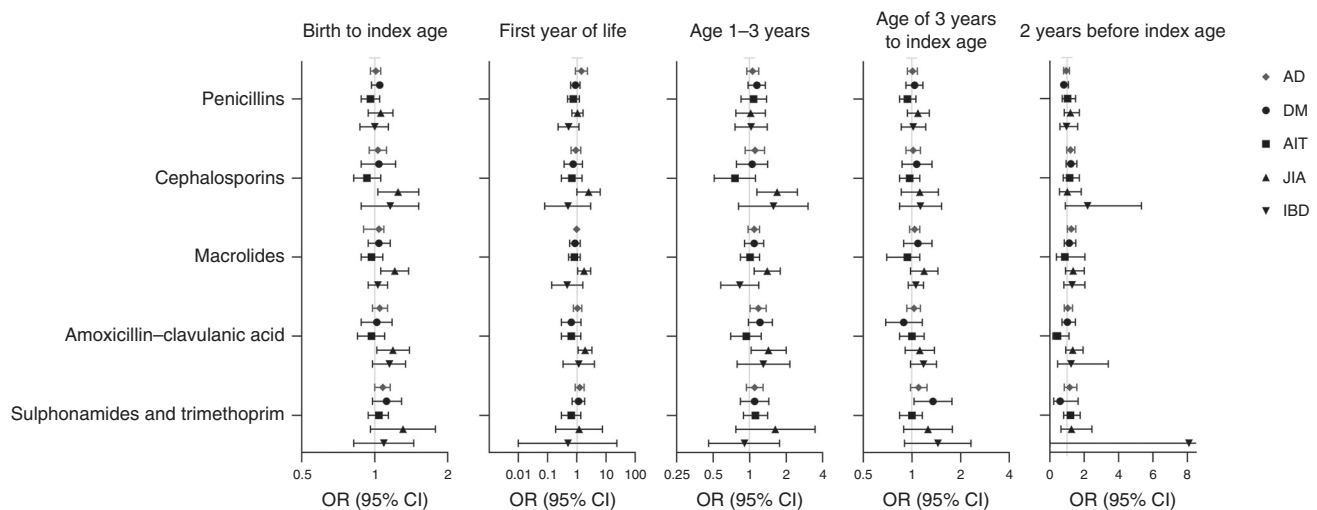 Birth to index age
First year of life
Age 1–3 years
Age of 3 years
to index age
2 years before index age
Penicillins
Cephalosporins
Macrolides
Amoxicillin–clavulanic acid
Sulphonamides and trimethoprim
AD
DM
AIT
JIA
IBD
0.5 1 2
0.01 0.1 1 10 100
0.25 0.5 1 2 4
0.5 1 2 4
0 2 4 6 8
OR (95% CI)
OR (95% CI)
OR (95% CI)
OR (95% CI)
OR (95% CI)